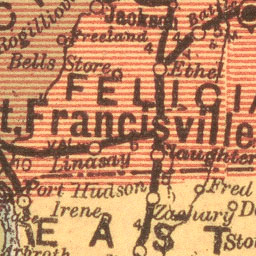 Jackson
Freeland
Bells Store
Ethel
FELICIA
t. Francisville
Lindsay
Slaughter
Port Hudson
Fred
Irene
Zachary
EAST